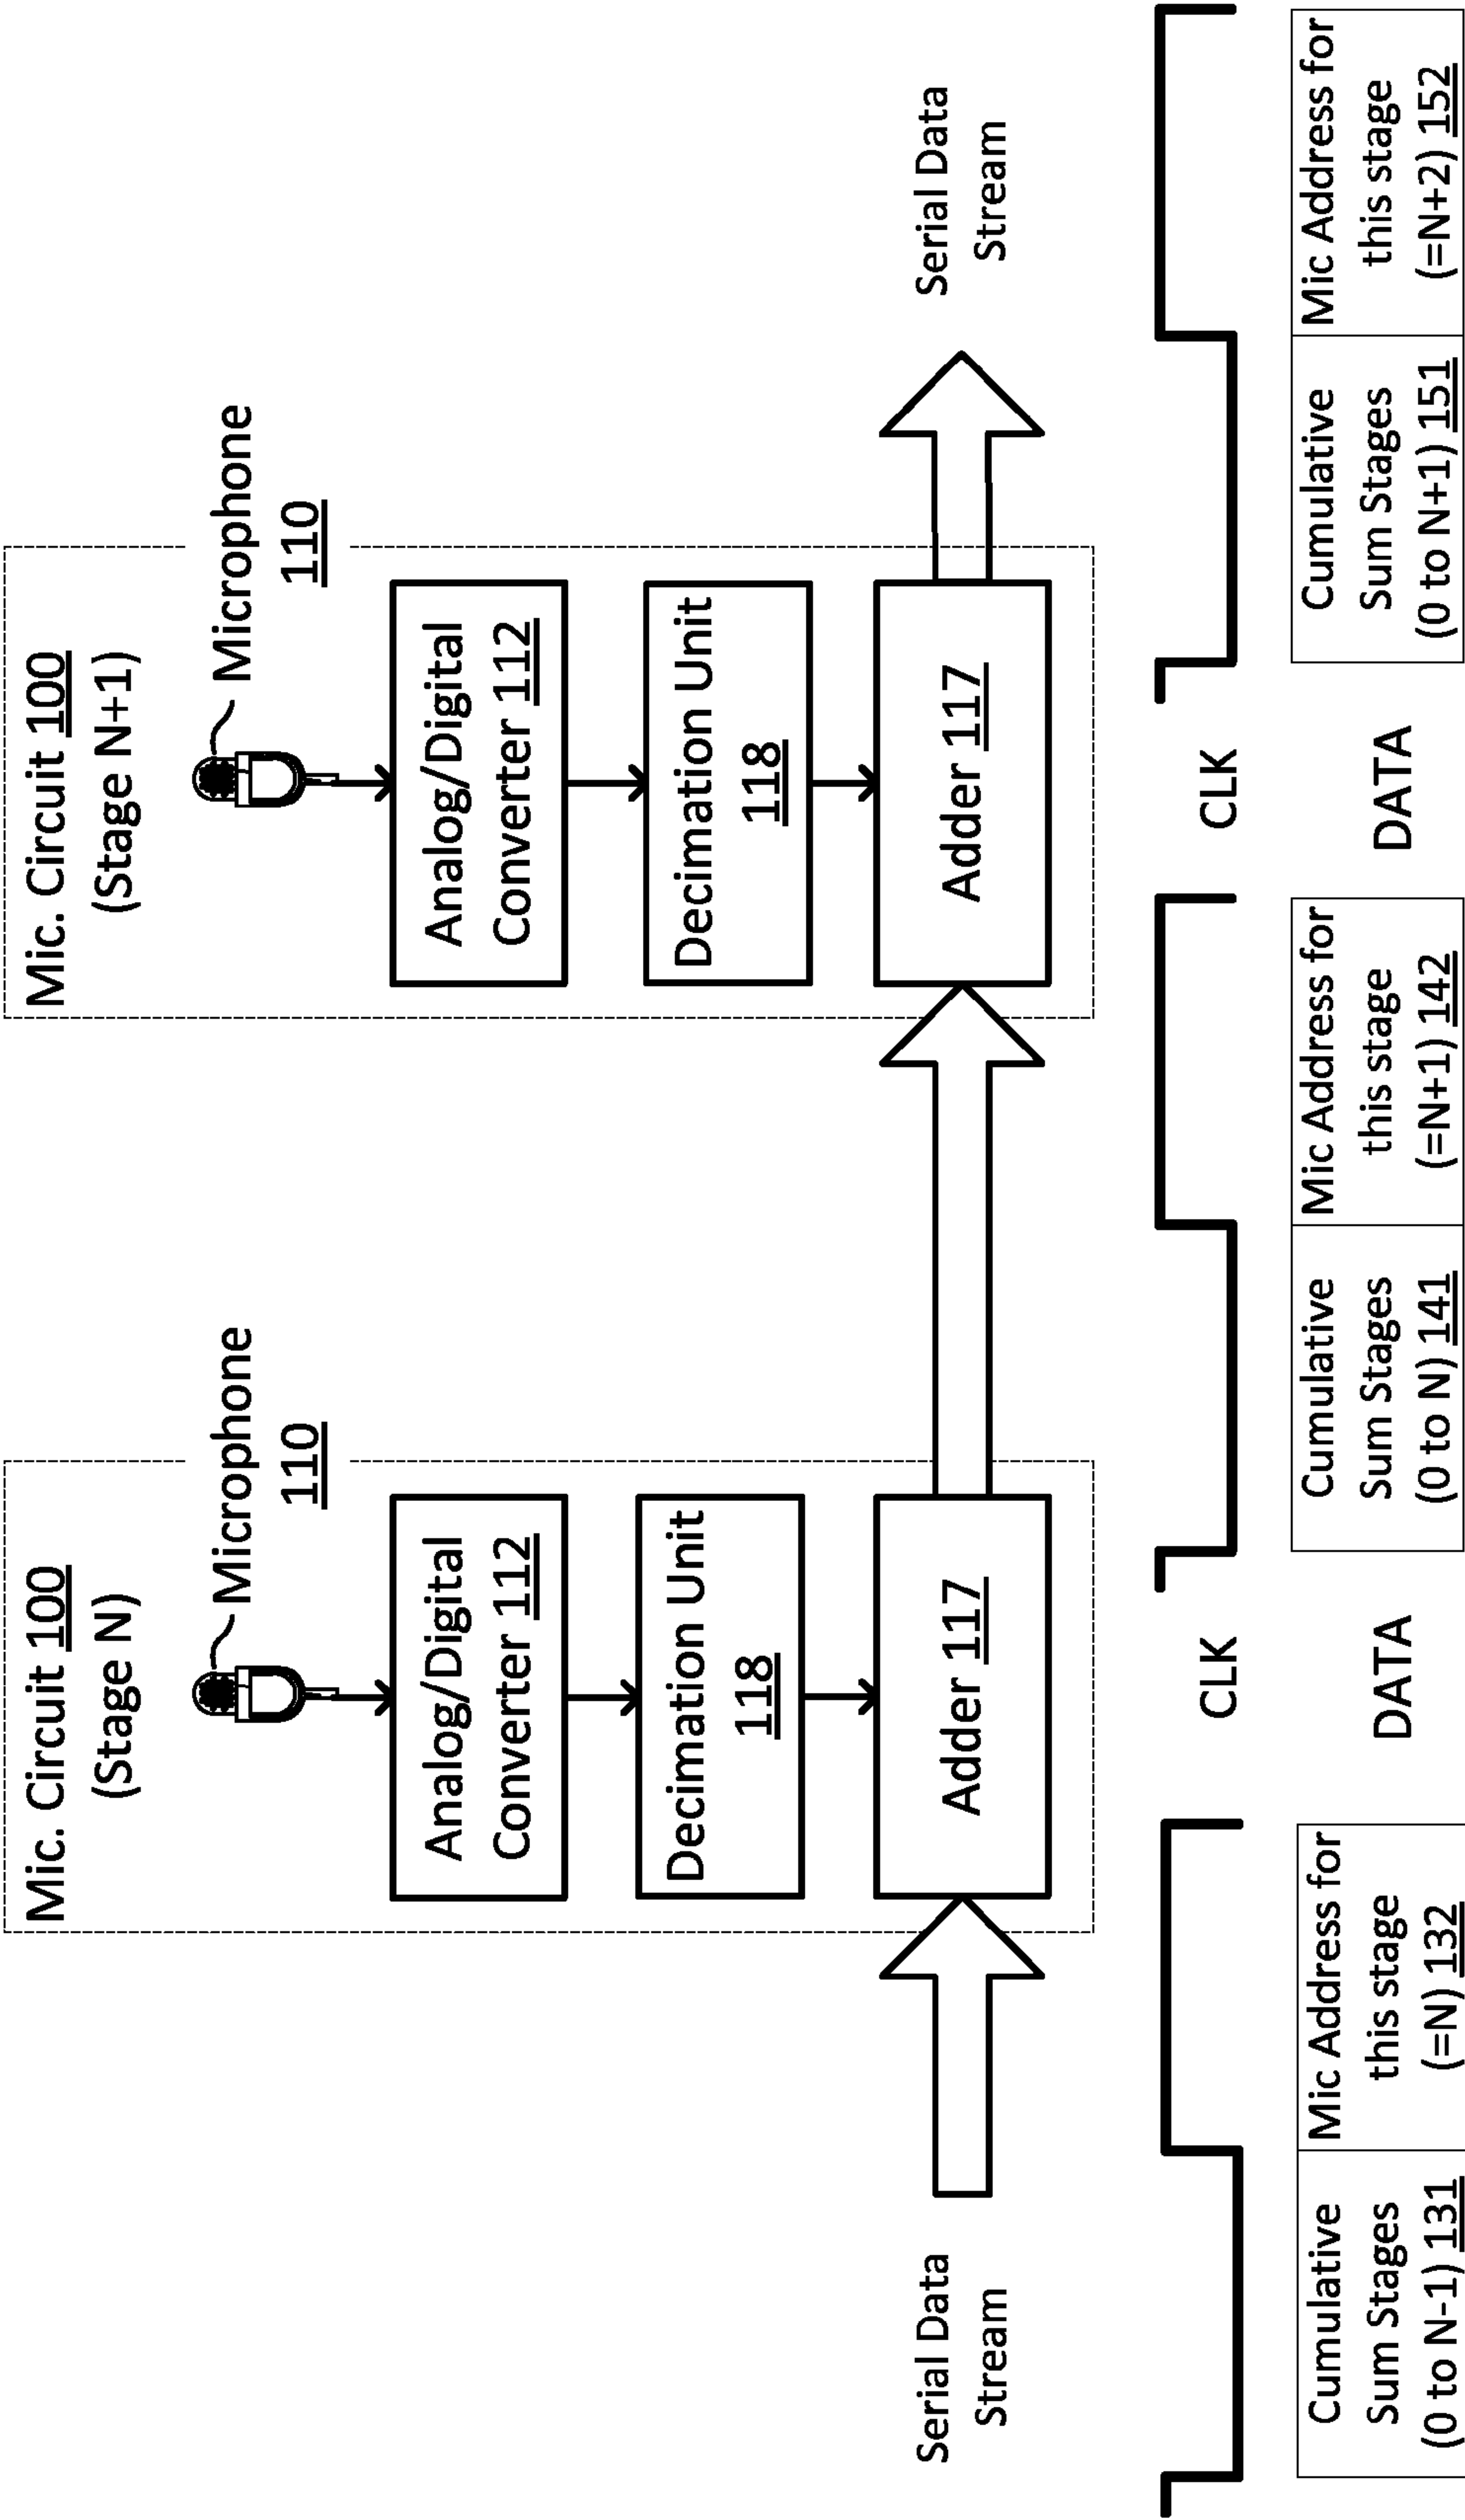 Mic. Circuit 100
(Stage N)
Microphone
110
Analog/Digital
Converter 112
Decimation Unit
118
Adder 117
Mic. Circuit 100
(Stage N+1)
Microphone
110
Analog/Digital
Converter 112
Decimation Unit
118
Adder 117
Serial Data
Stream
Serial Data
Stream
CLK
CLK
DATA
DATA
Cumulative
Sum Stages
(0 to N-1) 131
Mic Address for
this stage
(=N) 132
Cumulative
Sum Stages
(0 to N) 141
Mic Address for
this stage
(=N+1) 142
Cumulative
Sum Stages
(0 to N+1) 151
Mic Address for
this stage
(=N+2) 152